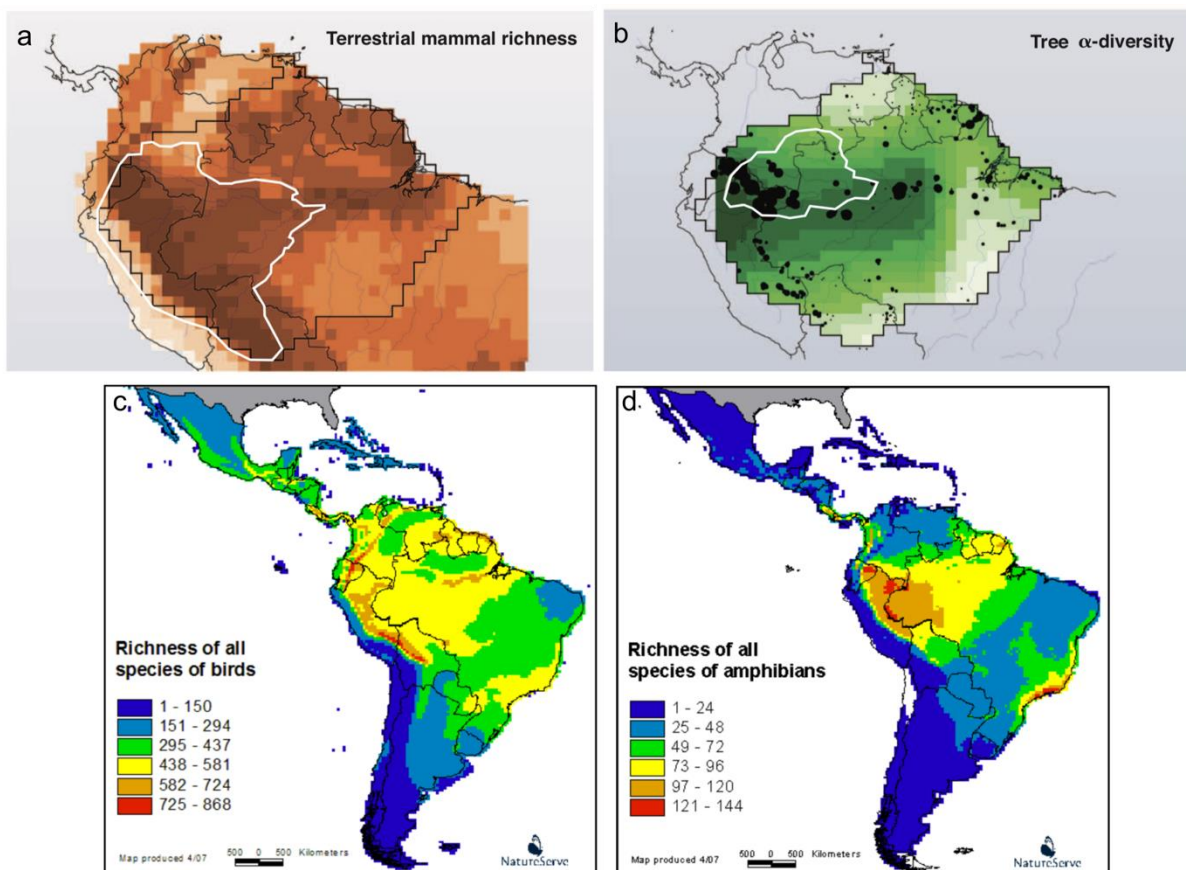 a
Terrestrial mammal richness
b
Tree α-diversity
c
Richness of all
species of birds
1 - 150
151 - 294
295 - 437
438 - 581
582 - 724
725 - 868
Map produced 4/07
500 0 500 Kilometers
NatureServe
d.
Richness of all
species of amphibians
1 - 24
25 - 48
49 - 72
73 - 96
97 - 120
121 - 144
Map produced 4/07
500 0 500 Kilometers
NatureServe